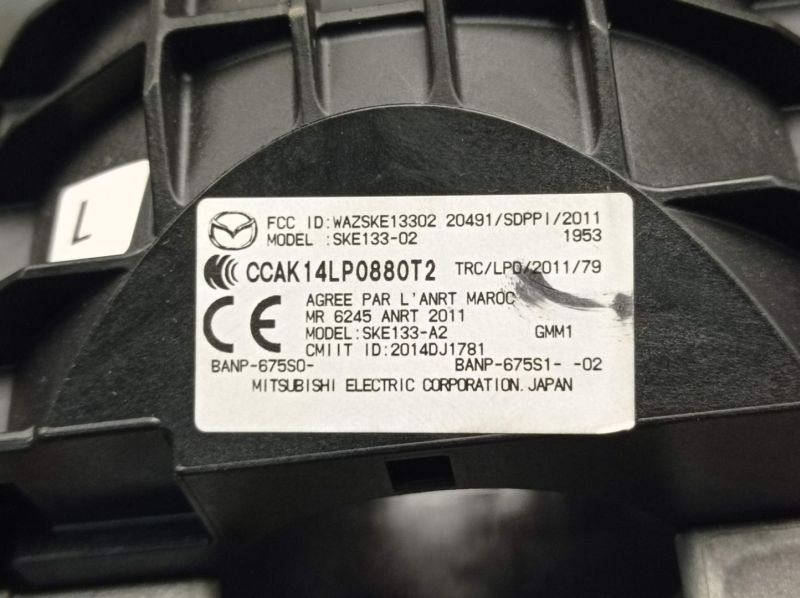 L
FCC ID:WAZSKE13302 20491/SDPPI/2011
MODEL :SKE133-02 1953
CCAK14LP0880T2 TRC/LPD/2011/79
CE AGREE PAR L'ANRT MAROC
MR 6245 ANRT 2011
MODEL:SKE133-A2 GMM1
CMIIT ID:2014DJ1781
BANP-675S0- BANP-675S1- -02
MITSUBISHI ELECTRIC CORPORATION.JAPAN